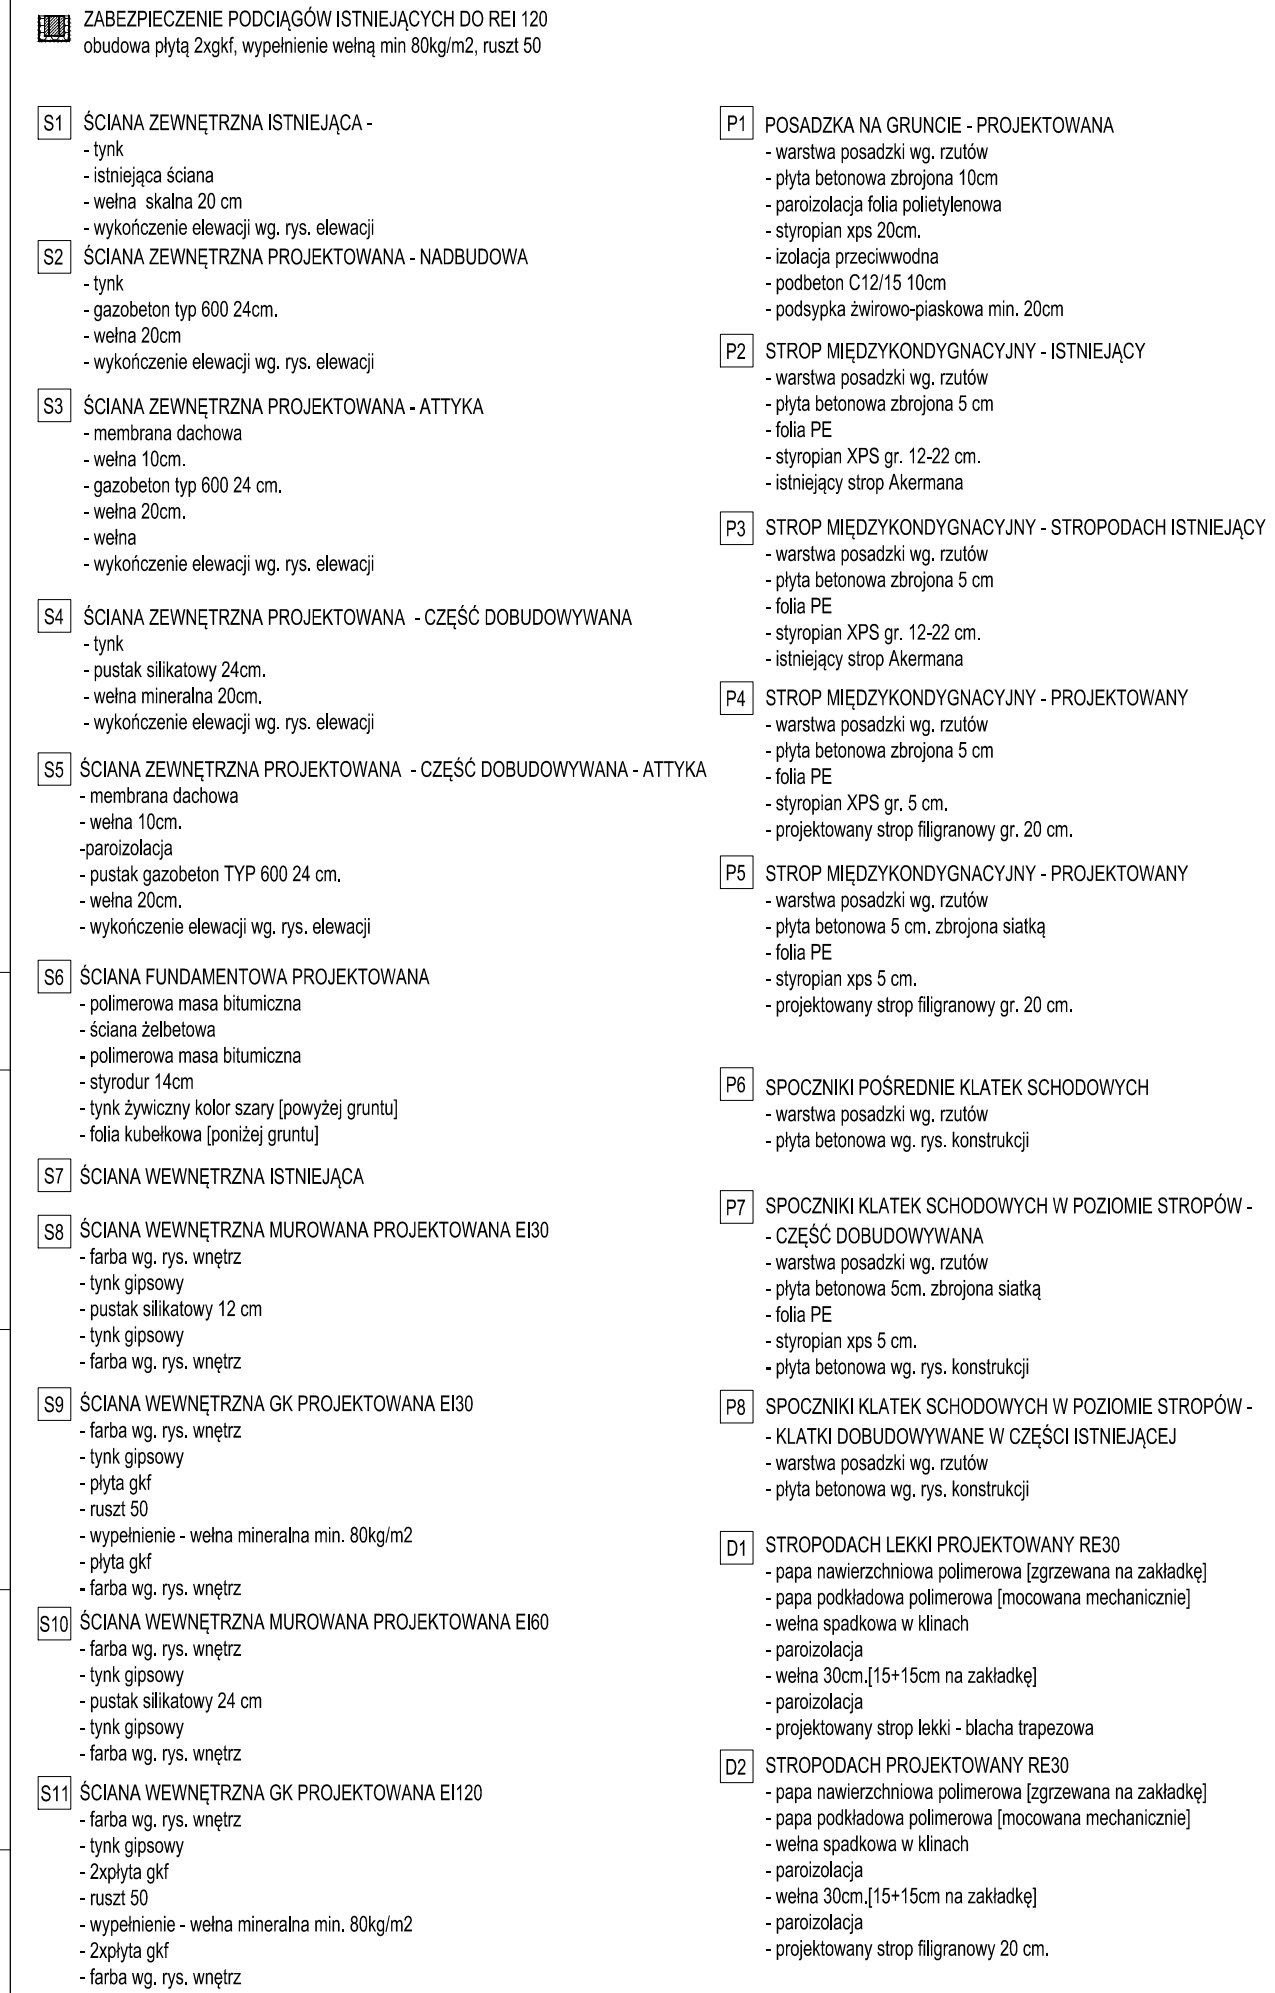 ZABEZPIECZENIE PODCIĄGÓW ISTNIEJĄCYCH DO REI 120
obudowa płytą 2xgkf, wypełnienie wełną min 80kg/m2, ruszt 50
S1 ŚCIANA ZEWNĘTRZNA ISTNIEJĄCA -
- tynk
- istniejąca ściana
- wełna skalna 20 cm
- wykończenie elewacji wg. rys. elewacji
S2 ŚCIANA ZEWNĘTRZNA PROJEKTOWANA - NADBUDOWA
- tynk
- gazobeton typ 600 24cm.
- wełna 20cm
- wykończenie elewacji wg. rys. elewacji
S3 ŚCIANA ZEWNĘTRZNA PROJEKTOWANA - ATTYKA
- membrana dachowa
- wełna 10cm.
- gazobeton typ 600 24 cm.
- wełna 20cm.
- wełna
- wykończenie elewacji wg. rys. elewacji
S4 ŚCIANA ZEWNĘTRZNA PROJEKTOWANA - CZĘŚĆ DOBUDOWYWANA
- tynk
- pustak silikatowy 24cm.
- wełna mineralna 20cm.
- wykończenie elewacji wg. rys. elewacji
S5 ŚCIANA ZEWNĘTRZNA PROJEKTOWANA - CZĘŚĆ DOBUDOWYWANA - ATTYKA
- membrana dachowa
- wełna 10cm.
-paroizolacja
- pustak gazobeton TYP 600 24 cm.
- wełna 20cm.
- wykończenie elewacji wg. rys. elewacji
S6 ŚCIANA FUNDAMENTOWA PROJEKTOWANA
- polimerowa masa bitumiczna
- ściana żelbetowa
- polimerowa masa bitumiczna
- styrodur 14cm
- tynk żywiczny kolor szary [powyżej gruntu]
- folia kubełkowa [poniżej gruntu]
S7 ŚCIANA WEWNĘTRZNA ISTNIEJĄCA
S8 ŚCIANA WEWNĘTRZNA MUROWANA PROJEKTOWANA EI30
- farba wg. rys. wnętrz
- tynk gipsowy
- pustak silikatowy 12 cm
- tynk gipsowy
- farba wg. rys. wnętrz
S9 ŚCIANA WEWNĘTRZNA GK PROJEKTOWANA EI30
- farba wg. rys. wnętrz
- tynk gipsowy
- płyta gkf
- ruszt 50
- wypełnienie - wełna mineralna min. 80kg/m2
- płyta gkf
- farba wg. rys. wnętrz
S10 ŚCIANA WEWNĘTRZNA MUROWANA PROJEKTOWANA EI60
- farba wg. rys. wnętrz
- tynk gipsowy
- pustak silikatowy 24 cm
- tynk gipsowy
- farba wg. rys. wnętrz
S11 ŚCIANA WEWNĘTRZNA GK PROJEKTOWANA EI120
- farba wg. rys. wnętrz
- tynk gipsowy
- 2xpłyta gkf
- ruszt 50
- wypełnienie - wełna mineralna min. 80kg/m2
- 2xpłyta gkf
- farba wg. rys. wnętrz
P1 POSADZKA NA GRUNCIE - PROJEKTOWANA
- warstwa posadzki wg. rzutów
- płyta betonowa zbrojona 10cm
- paroizolacja folia polietylenowa
- styropian xps 20cm.
- izolacja przeciwwodna
- podbeton C12/15 10cm
- podsypka żwirowo-piaskowa min. 20cm
P2 STROP MIĘDZYKONDYGNACYJNY - ISTNIEJĄCY
- warstwa posadzki wg. rzutów
- płyta betonowa zbrojona 5 cm
- folia PE
- styropian XPS gr. 12-22 cm.
- istniejący strop Akermana
P3 STROP MIĘDZYKONDYGNACYJNY - STROPODACH ISTNIEJĄCY
- warstwa posadzki wg. rzutów
- płyta betonowa zbrojona 5 cm
- folia PE
- styropian XPS gr. 12-22 cm.
- istniejący strop Akermana
P4 STROP MIĘDZYKONDYGNACYJNY - PROJEKTOWANY
- warstwa posadzki wg. rzutów
- płyta betonowa zbrojona 5 cm
- folia PE
- styropian XPS gr. 5 cm.
- projektowany strop filigranowy gr. 20 cm.
P5 STROP MIĘDZYKONDYGNACYJNY - PROJEKTOWANY
- warstwa posadzki wg. rzutów
- płyta betonowa 5 cm. zbrojona siatką
- folia PE
- styropian xps 5 cm.
- projektowany strop filigranowy gr. 20 cm.
P6 SPOCZNIKI POŚREDNIE KLATEK SCHODOWYCH
- warstwa posadzki wg. rzutów
- płyta betonowa wg. rys. konstrukcji
P7 SPOCZNIKI KLATEK SCHODOWYCH W POZIOMIE STROPÓW -
- CZĘŚĆ DOBUDOWYWANA
- warstwa posadzki wg. rzutów
- płyta betonowa 5cm. zbrojona siatką
- folia PE
- styropian xps 5 cm.
- płyta betonowa wg. rys. konstrukcji
P8 SPOCZNIKI KLATEK SCHODOWYCH W POZIOMIE STROPÓW -
- KLATKI DOBUDOWYWANE W CZĘŚCI ISTNIEJĄCEJ
- warstwa posadzki wg. rzutów
- płyta betonowa wg. rys. konstrukcji
D1 STROPODACH LEKKI PROJEKTOWANY RE30
- papa nawierzchniowa polimerowa [zgrzewana na zakładkę]
- papa podkładowa polimerowa [mocowana mechanicznie]
- wełna spadkowa w klinach
- paroizolacja
- wełna 30cm.[15+15cm na zakładkę]
- paroizolacja
- projektowany strop lekki - blacha trapezowa
D2 STROPODACH PROJEKTOWANY RE30
- papa nawierzchniowa polimerowa [zgrzewana na zakładkę]
- papa podkładowa polimerowa [mocowana mechanicznie]
- wełna spadkowa w klinach
- paroizolacja
- wełna 30cm.[15+15cm na zakładkę]
- paroizolacja
- projektowany strop filigranowy 20 cm.